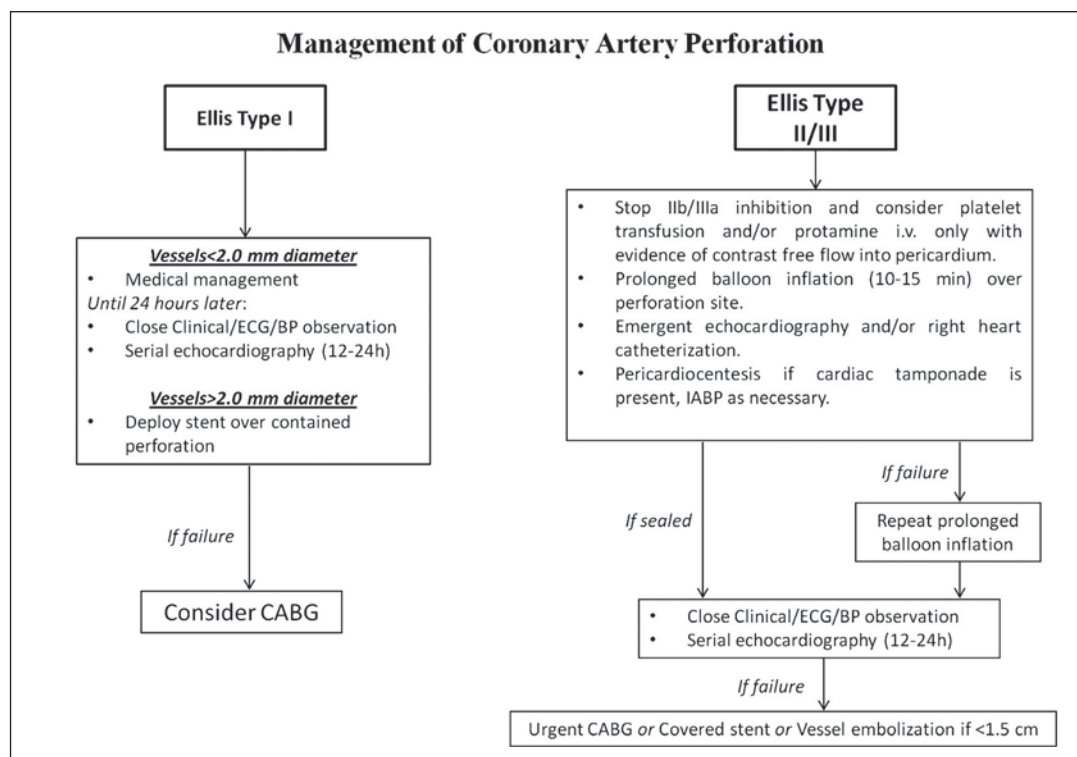 Management of Coronary Artery Perforation
Ellis Type I
Vessels<2.0 mm diameter
• Medical management
Until 24 hours later:
• Close Clinical/ECG/BP observation
• Serial echocardiography (12-24h)
Vessels>2.0 mm diameter
• Deploy stent over contained
perforation
If failure
Consider CABG
Ellis Type
II/III
• Stop IIb/IIIa inhibition and consider platelet
transfusion and/or protamine i.v. only with
evidence of contrast free flow into pericardium.
• Prolonged balloon inflation (10-15 min) over
perforation site.
• Emergent echocardiography and/or right heart
catheterization.
• Pericardiocentesis if cardiac tamponade is
present, IABP as necessary.
If sealed
If failure
Repeat prolonged
balloon inflation
• Close Clinical/ECG/BP observation
• Serial echocardiography (12-24h)
If failure
Urgent CABG or Covered stent or Vessel embolization if <1.5 cm